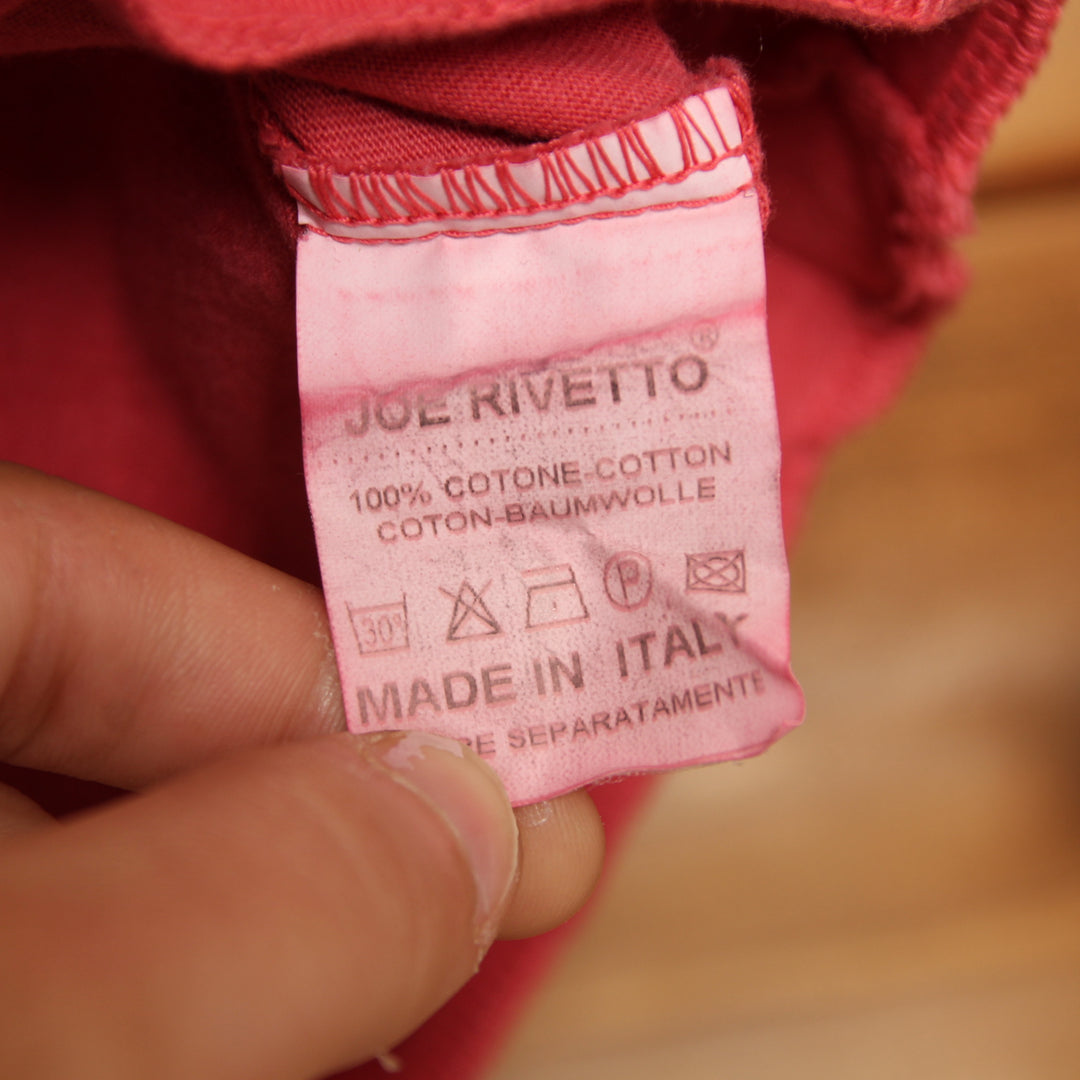 JOE RIVETTO®
100% COTONE-COTTON
COTON-BAUMWOLLE
30° P
MADE IN ITALY
SEPARATAMENTE